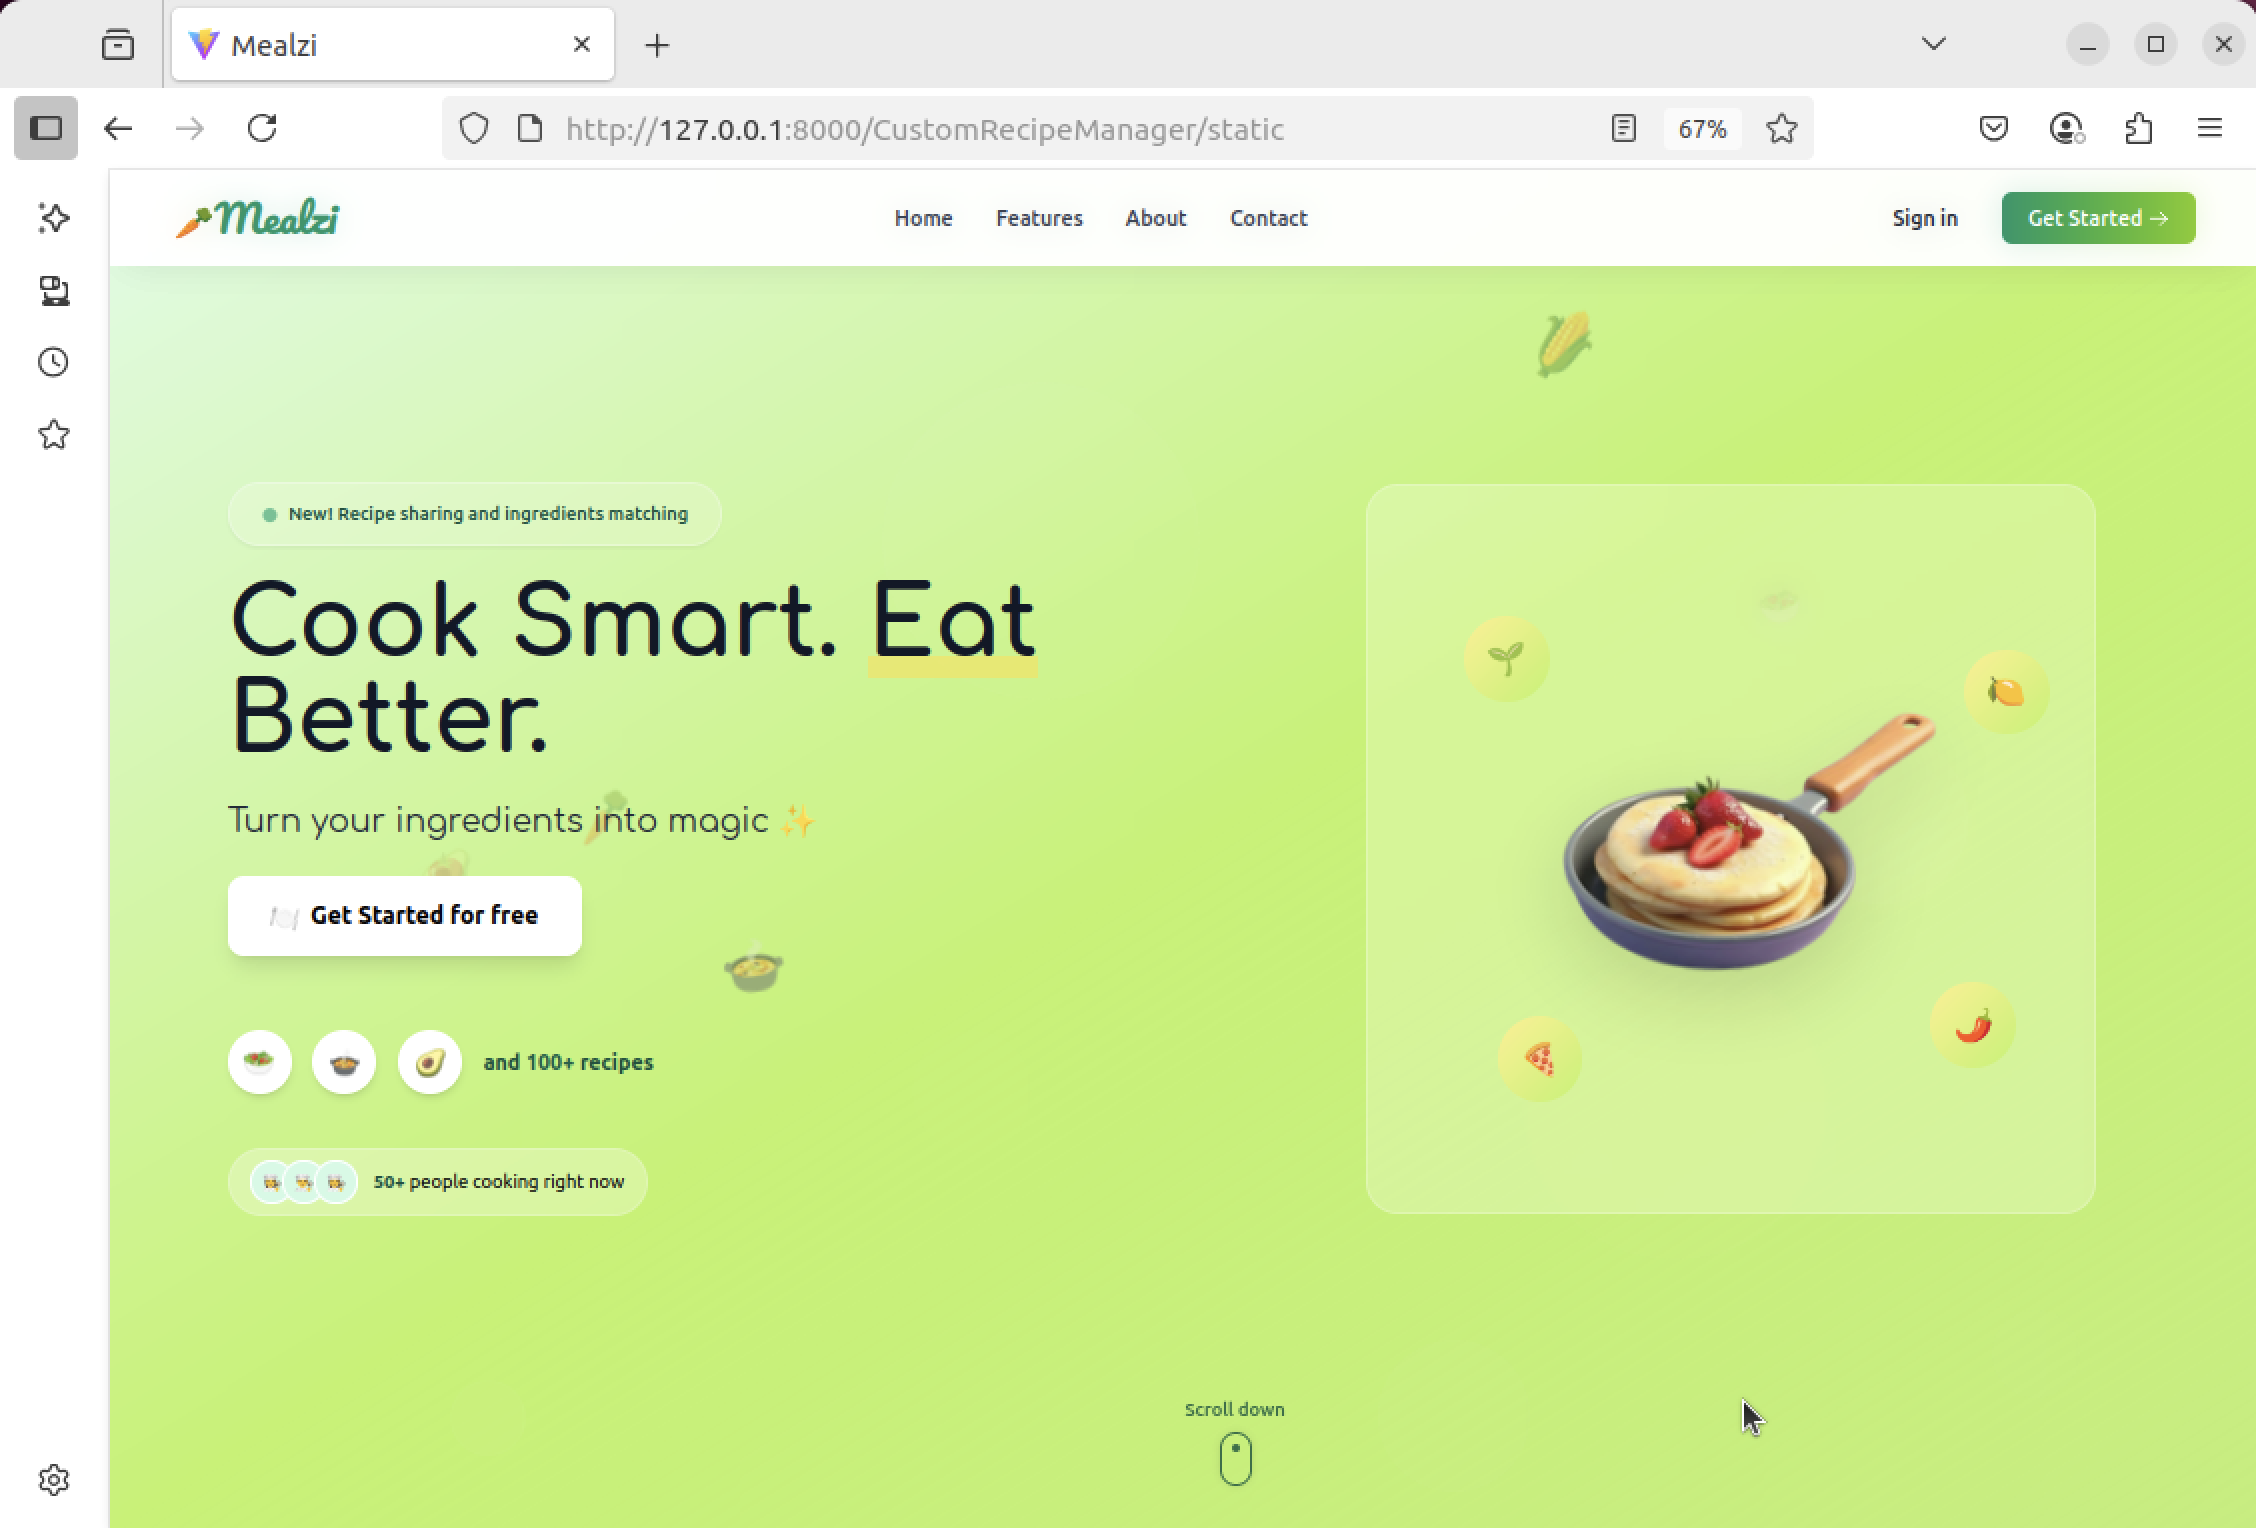 Mealzi
http://127.0.0.1:8000/CustomRecipeManager/static
67%
Mealzi
Home
Features
About
Contact
Sign in
Get Started →
New! Recipe sharing and ingredients matching
Cook Smart. Eat
Better.
Turn your ingredients into magic ✨
Get Started for free
and 100+ recipes
50+ people cooking right now
Scroll down